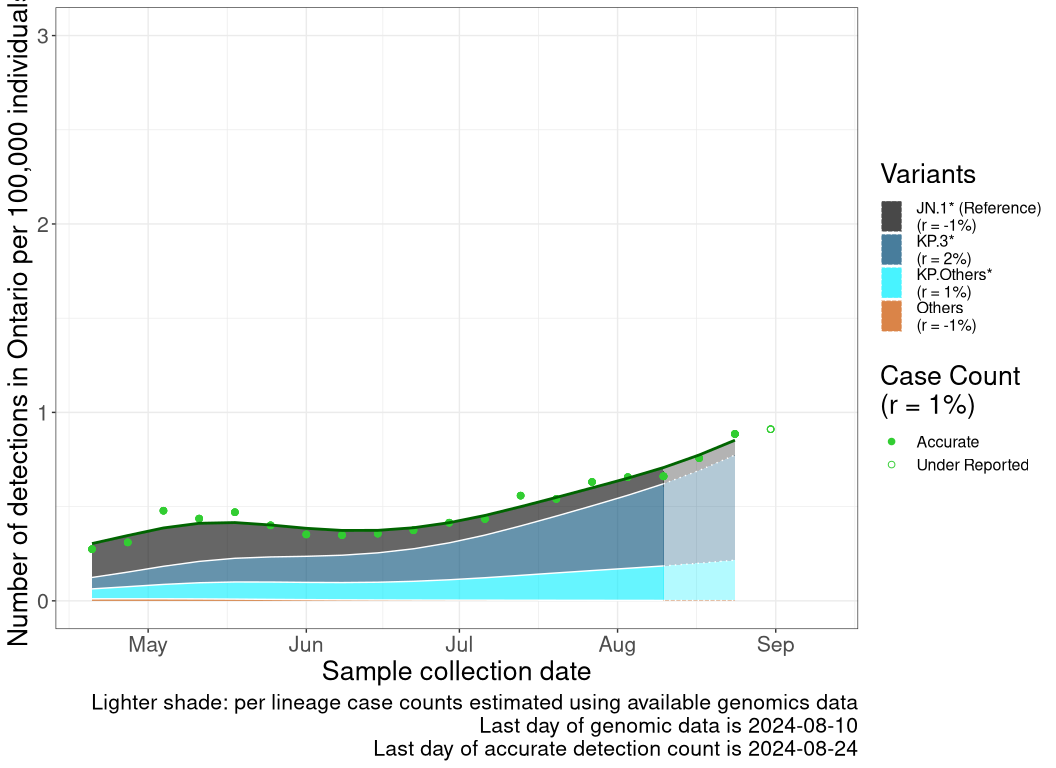 Number of detections in Ontario per 100,000 individuals
3
2
1
0
May
Jun
Jul
Aug
Sep
Sample collection date
Lighter shade: per lineage case counts estimated using available genomics data
Last day of genomic data is 2024-08-10
Last day of accurate detection count is 2024-08-24
Variants
JN.1* (Reference)
(r = -1%)
KP.3*
(r = 2%)
KP.Others*
(r = 1%)
Others
(r = -1%)
Case Count
(r = 1%)
Accurate
Under Reported